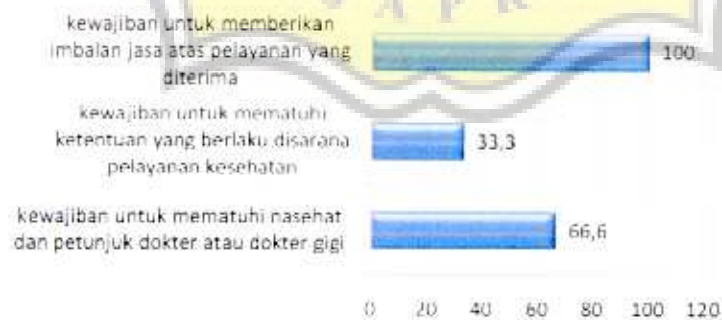 kewajiban untuk memberikan
imbalan jasa atas pelayanan yang
diterima
100
kewajiban untuk mematuhi
ketentuan yang berlaku disarana
pelayanan kesehatan
33,3
kewajiban untuk mematuhi nasehat
dan petunjuk dokter atau dokter gigi
66,6
0 20 40 60 80 100 120